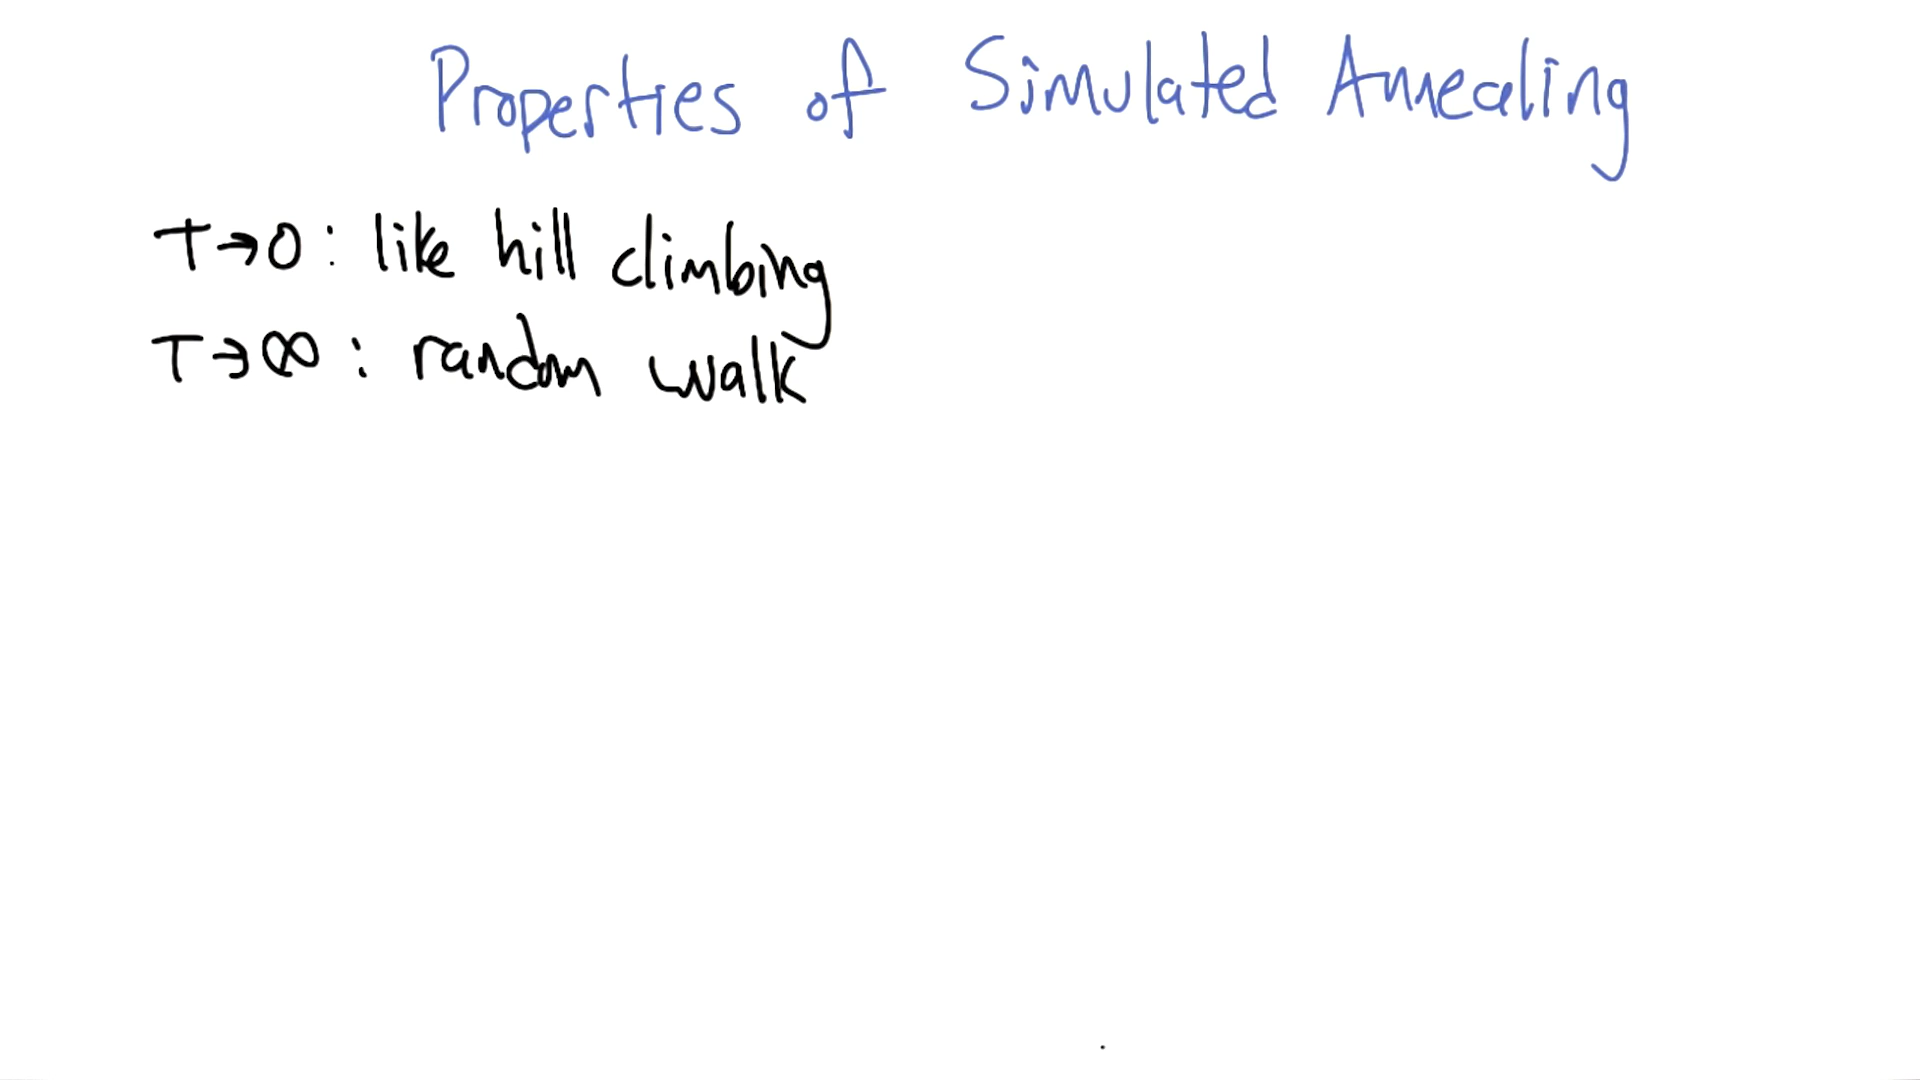 Properties of Simulated Annealing
T→0: like hill climbing
T→∞: random walk